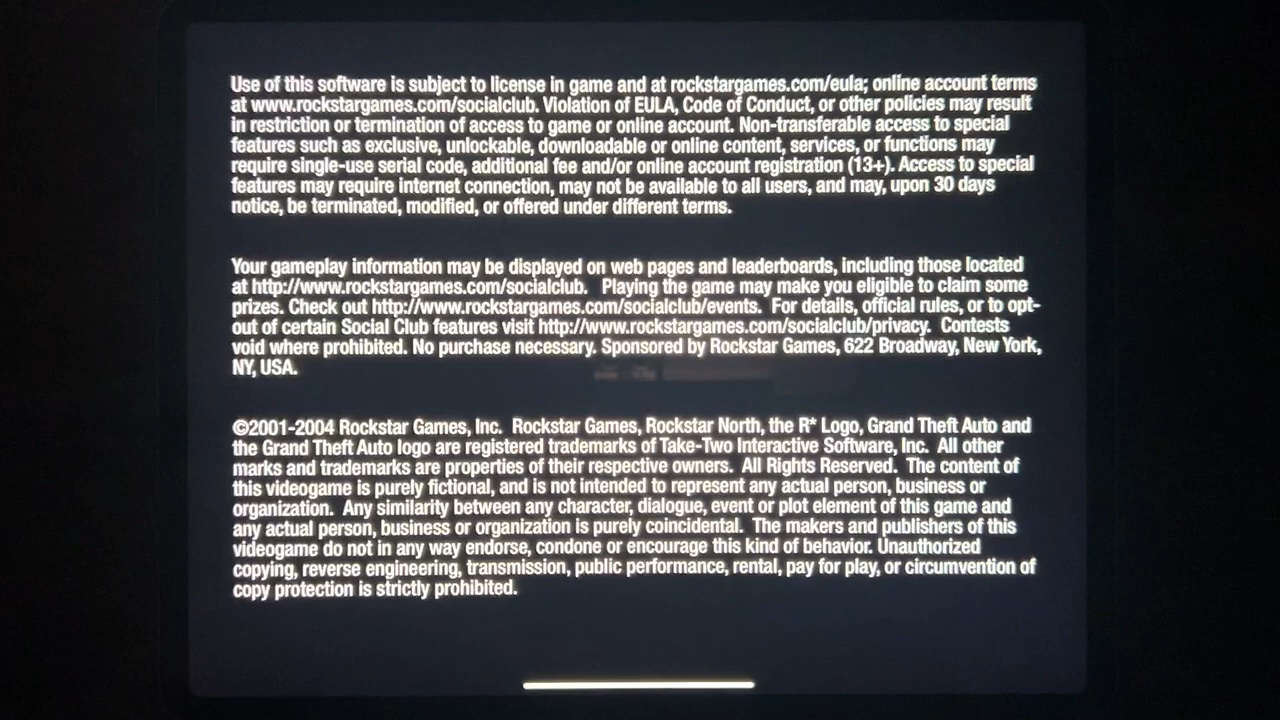 Use of this software is subject to license in game and at rockstargames.com/eula; online account terms
at www.rockstargames.com/socialclub. Violation of EULA, Code of Conduct, or other policies may result
in restriction or termination of access to game or online account. Non-transferable access to special
features such as exclusive, unlockable, downloadable or online content, services, or functions may
require single-use serial code, additional fee and/or online account registration (13+). Access to special
features may require internet connection, may not be available to all users, and may, upon 30 days
notice, be terminated, modified, or offered under different terms.
Your gameplay information may be displayed on web pages and leaderboards, including those located
at http://www.rockstargames.com/socialclub.   Playing the game may make you eligible to claim some
prizes. Check out http://www.rockstargames.com/socialclub/events.  For details, official rules, or to opt-
out of certain Social Club features visit http://www.rockstargames.com/socialclub/privacy.  Contests
void where prohibited. No purchase necessary. Sponsored by Rockstar Games, 622 Broadway, New York,
NY, USA.
©2001-2004 Rockstar Games, Inc.  Rockstar Games, Rockstar North, the R* Logo, Grand Theft Auto and
the Grand Theft Auto logo are registered trademarks of Take-Two Interactive Software, Inc.  All other
marks and trademarks are properties of their respective owners.  All Rights Reserved.  The content of
this videogame is purely fictional, and is not intended to represent any actual person, business or
organization.  Any similarity between any character, dialogue, event or plot element of this game and
any actual person, business or organization is purely coincidental.  The makers and publishers of this
videogame do not in any way endorse, condone or encourage this kind of behavior. Unauthorized
copying, reverse engineering, transmission, public performance, rental, pay for play, or circumvention of
copy protection is strictly prohibited.